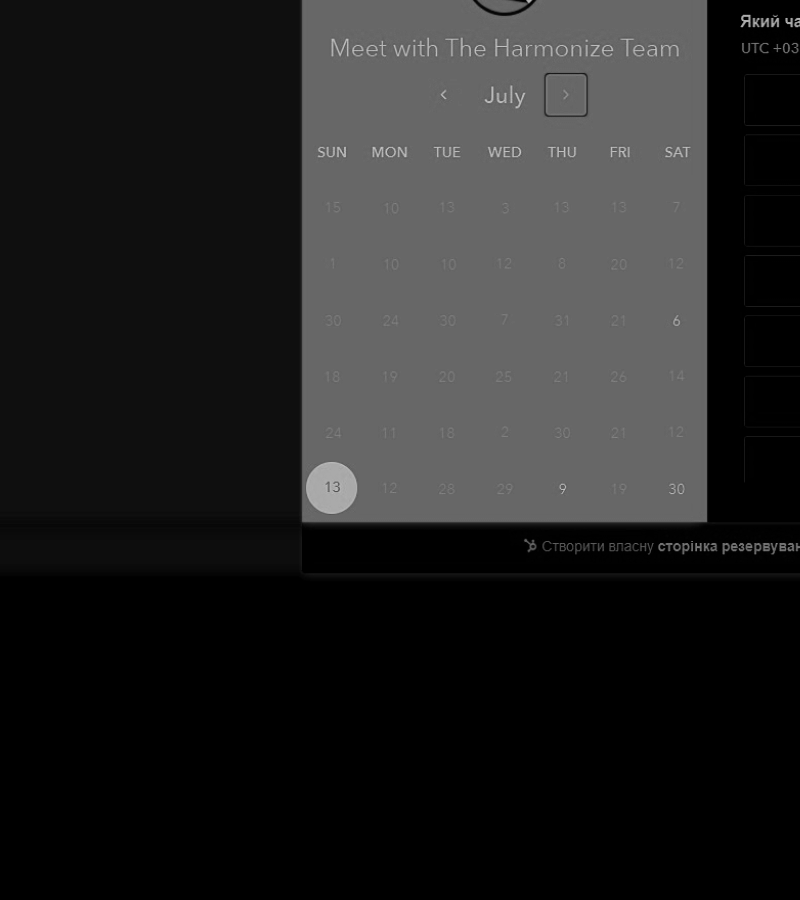 Meet with The Harmonize Team
July
SUN MON TUE WED THU FRI SAT
15 10 13 3 13 13 7
1 10 10 12 8 20 12
30 24 30 7 31 21 6
18 19 20 25 21 26 14
24 11 18 2 30 21 12
13 12 28 29 9 19 30
Який ча
UTC +03
Створити власну сторінка резервуван